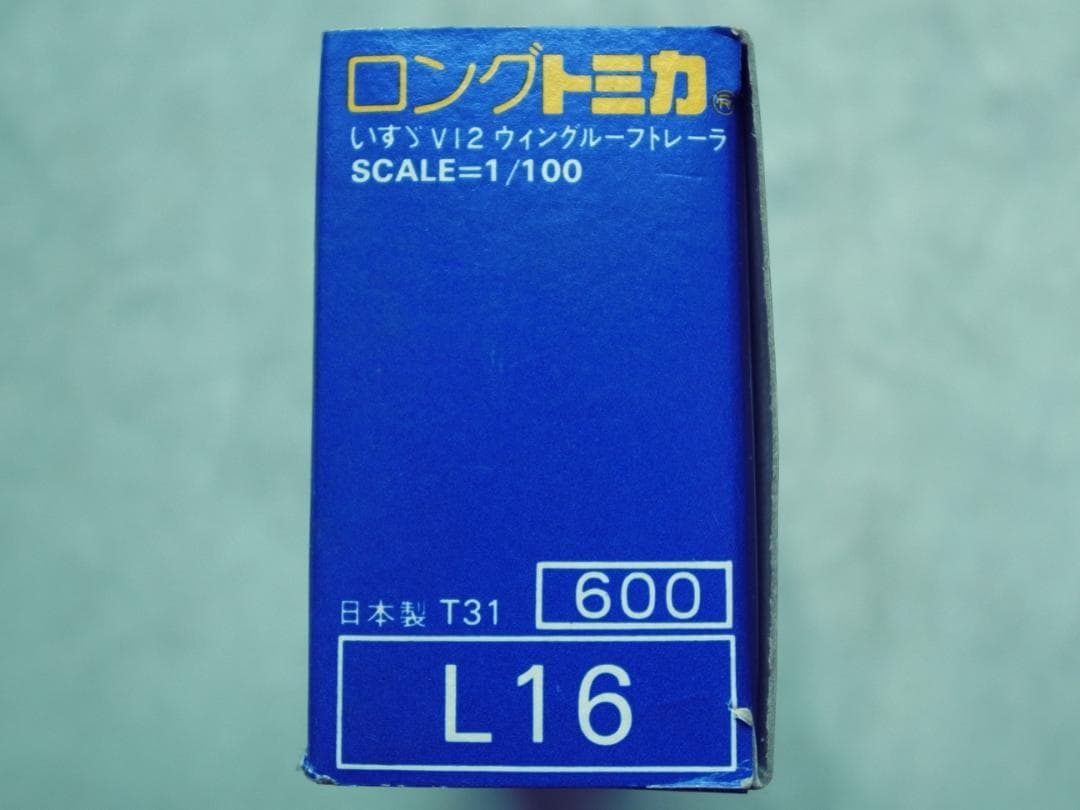 ロングトミカ®
いすゞ V12 ウィングルーフトレーラ
SCALE=1/100
600
日本製 T31
L16